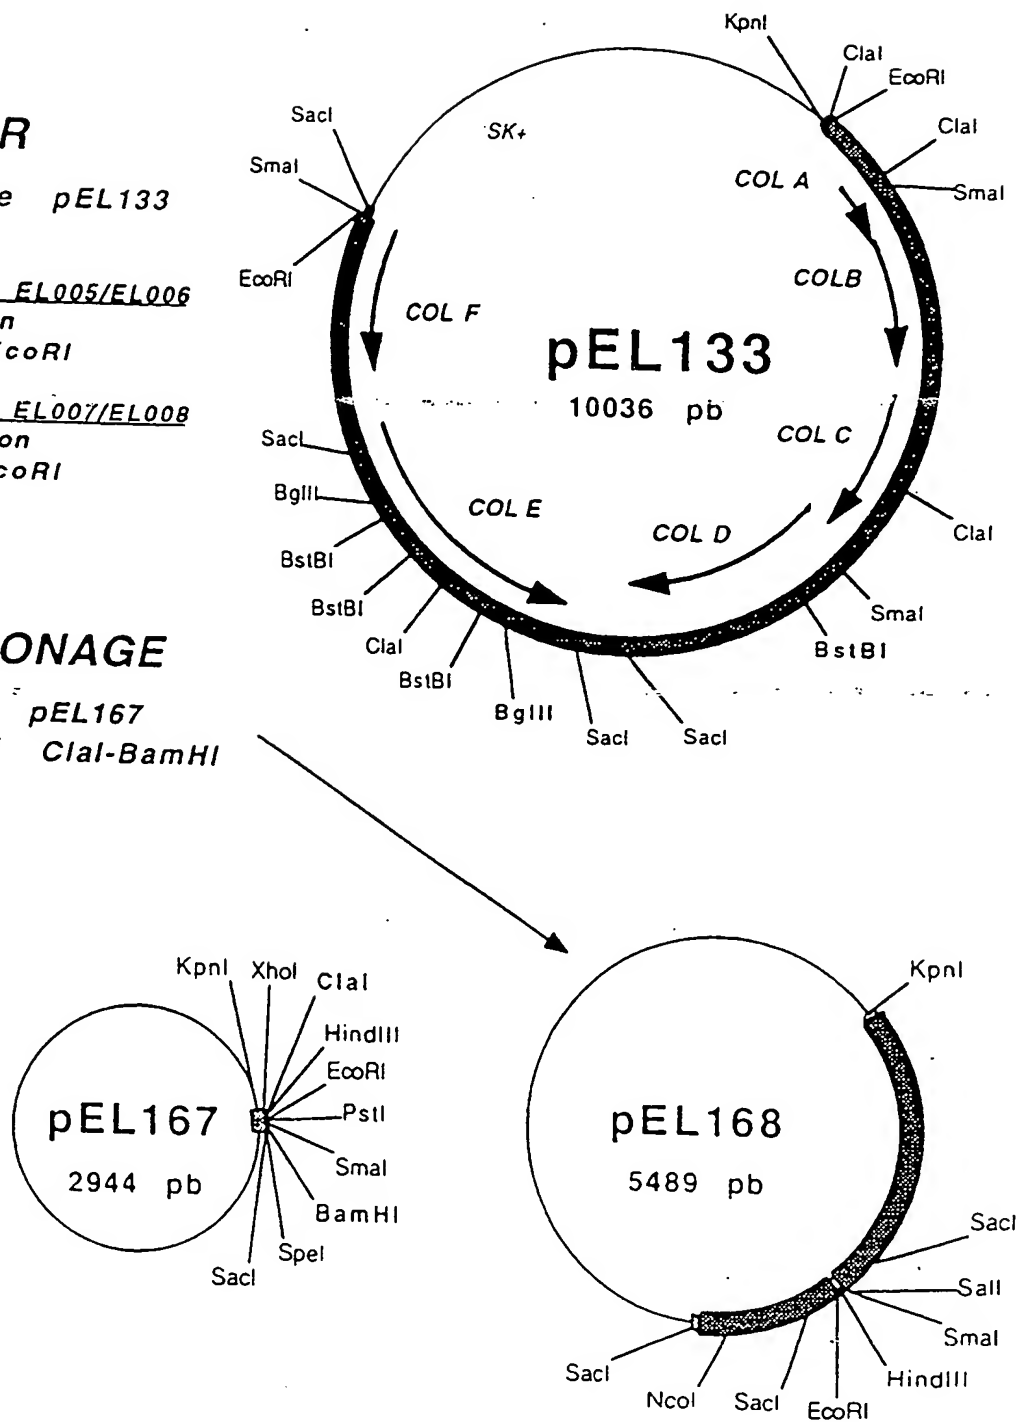 R
e pEL133
EL005/EL006
n
coRI
EL007/EL008
on
coRI
KpnI
ClaI
EcoRI
ClaI
SmaI
SacI
SmaI
EcoRI
SK+
COL A
COLB
COL F
pEL133
10036 pb
COL C
COL E
COL D
SacI
BglII
BstBI
BstBI
ClaI
BstBI
BglII
SacI
SacI
BstBI
SmaI
ClaI
ONAGE
pEL167
ClaI-BamHI
KpnI
XhoI
ClaI
HindIII
EcoRI
PstI
SmaI
BamHI
SpeI
SacI
pEL167
2944 pb
KpnI
pEL168
5489 pb
SacI
SalI
SmaI
HindIII
EcoRI
SacI
NcoI
SacI